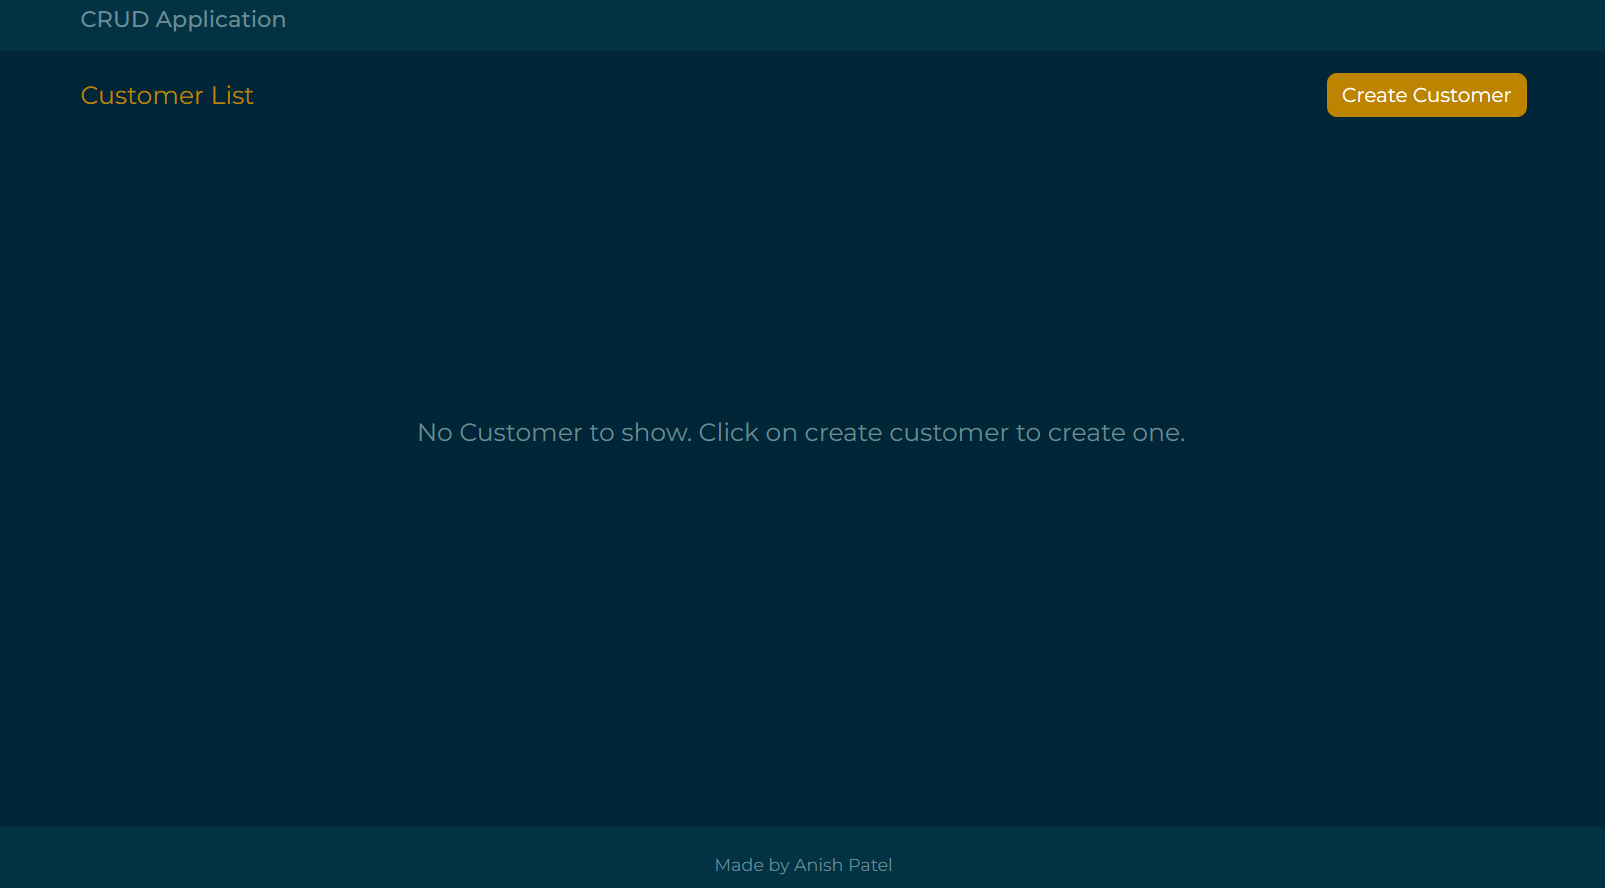 CRUD Application
Customer List
Create Customer
No Customer to show. Click on create customer to create one.
Made by Anish Patel